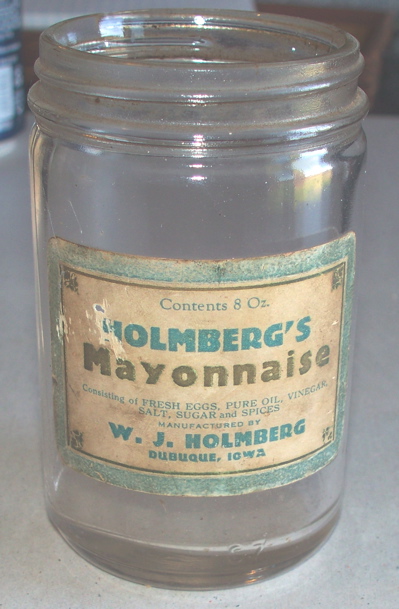 Contents 8 Oz.
HOLMBERG'S
Mayonnaise
Consisting of FRESH EGGS, PURE OIL, VINEGAR,
SALT, SUGAR and SPICES
MANUFACTURED BY
W. J. HOLMBERG
DUBUQUE, IOWA